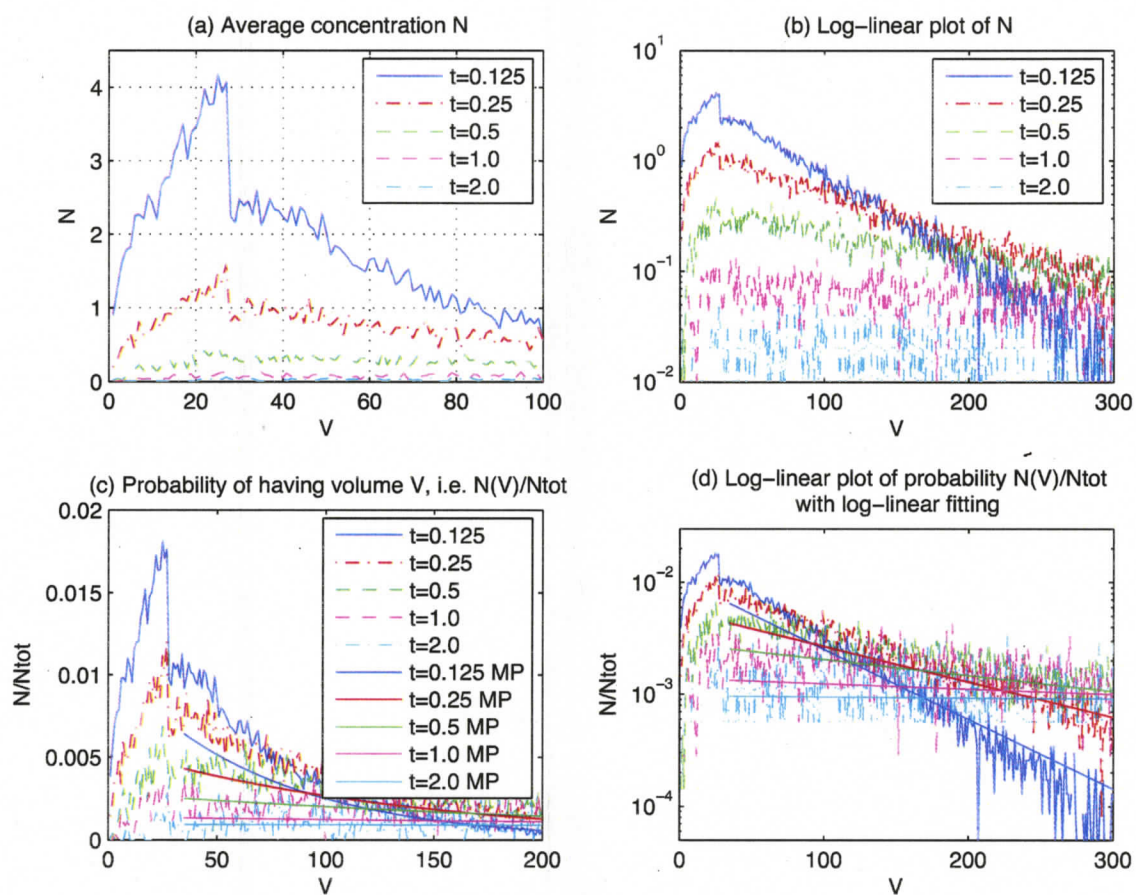 (a) Average concentration N
N
4
3
2
1
0
0 20 40 60 80 100
V
t=0.125
t=0.25
t=0.5
t=1.0
t=2.0
(b) Log-linear plot of N
N
10^1
10^0
10^-1
10^-2
0 100 200 300
V
t=0.125
t=0.25
t=0.5
t=1.0
t=2.0
(c) Probability of having volume V, i.e. N(V)/Ntot
N/Ntot
0.02
0.015
0.01
0.005
0
0 50 100 150 200
V
t=0.125
t=0.25
t=0.5
t=1.0
t=2.0
t=0.125 MP
t=0.25 MP
t=0.5 MP
t=1.0 MP
t=2.0 MP
(d) Log-linear plot of probability N(V)/Ntot
with log-linear fitting
N/Ntot
10^-2
10^-3
10^-4
0 100 200 300
V